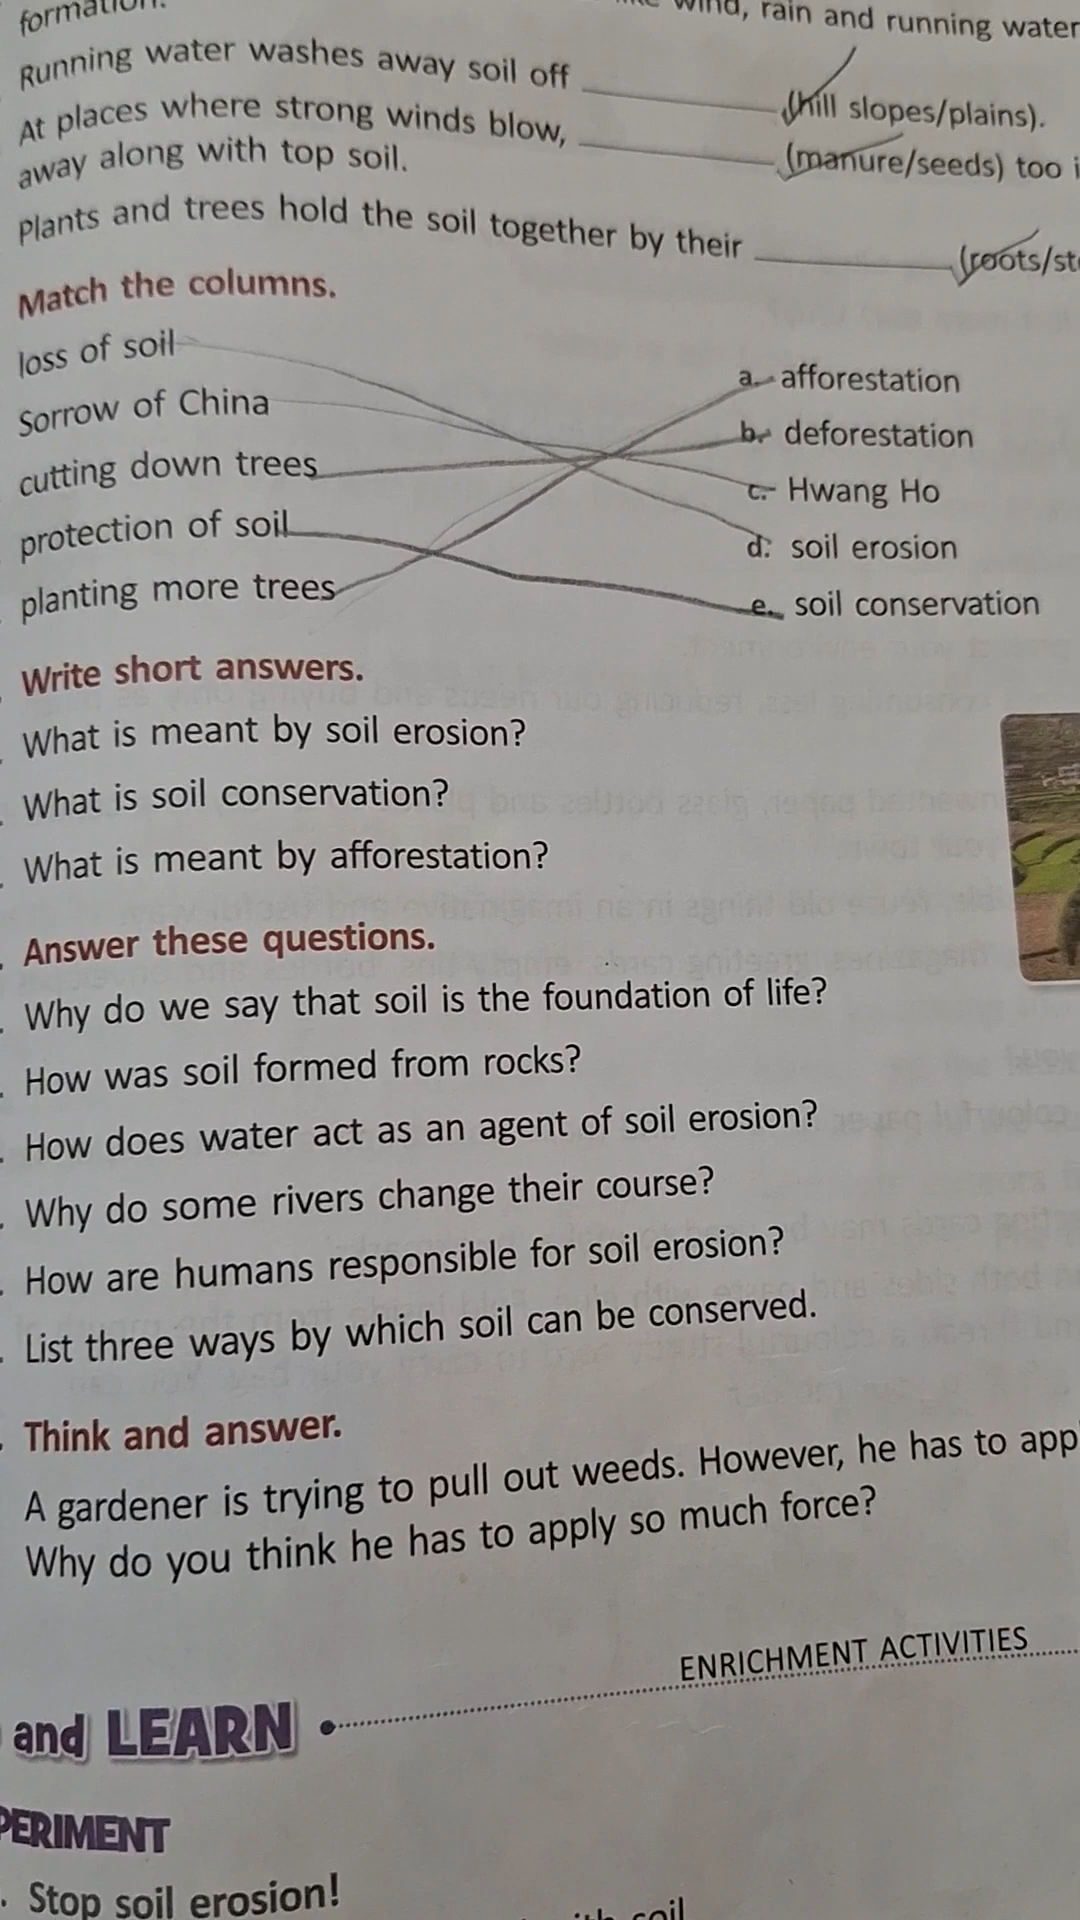 formation.
wind, rain and running water
Running water washes away soil off (hill slopes/plains).
At places where strong winds blow, (manure/seeds) too
away along with top soil.
Plants and trees hold the soil together by their (roots/
Match the columns.
loss of soil
a. afforestation
Sorrow of China
b. deforestation
cutting down trees
c. Hwang Ho
protection of soil
d. soil erosion
planting more trees
e. soil conservation
Write short answers.
What is meant by soil erosion?
What is soil conservation?
What is meant by afforestation?
Answer these questions.
Why do we say that soil is the foundation of life?
How was soil formed from rocks?
How does water act as an agent of soil erosion?
Why do some rivers change their course?
How are humans responsible for soil erosion?
List three ways by which soil can be conserved.
Think and answer.
A gardener is trying to pull out weeds. However, he has to app
Why do you think he has to apply so much force?
ENRICHMENT ACTIVITIES
and LEARN
PERIMENT
Stop soil erosion!
soil